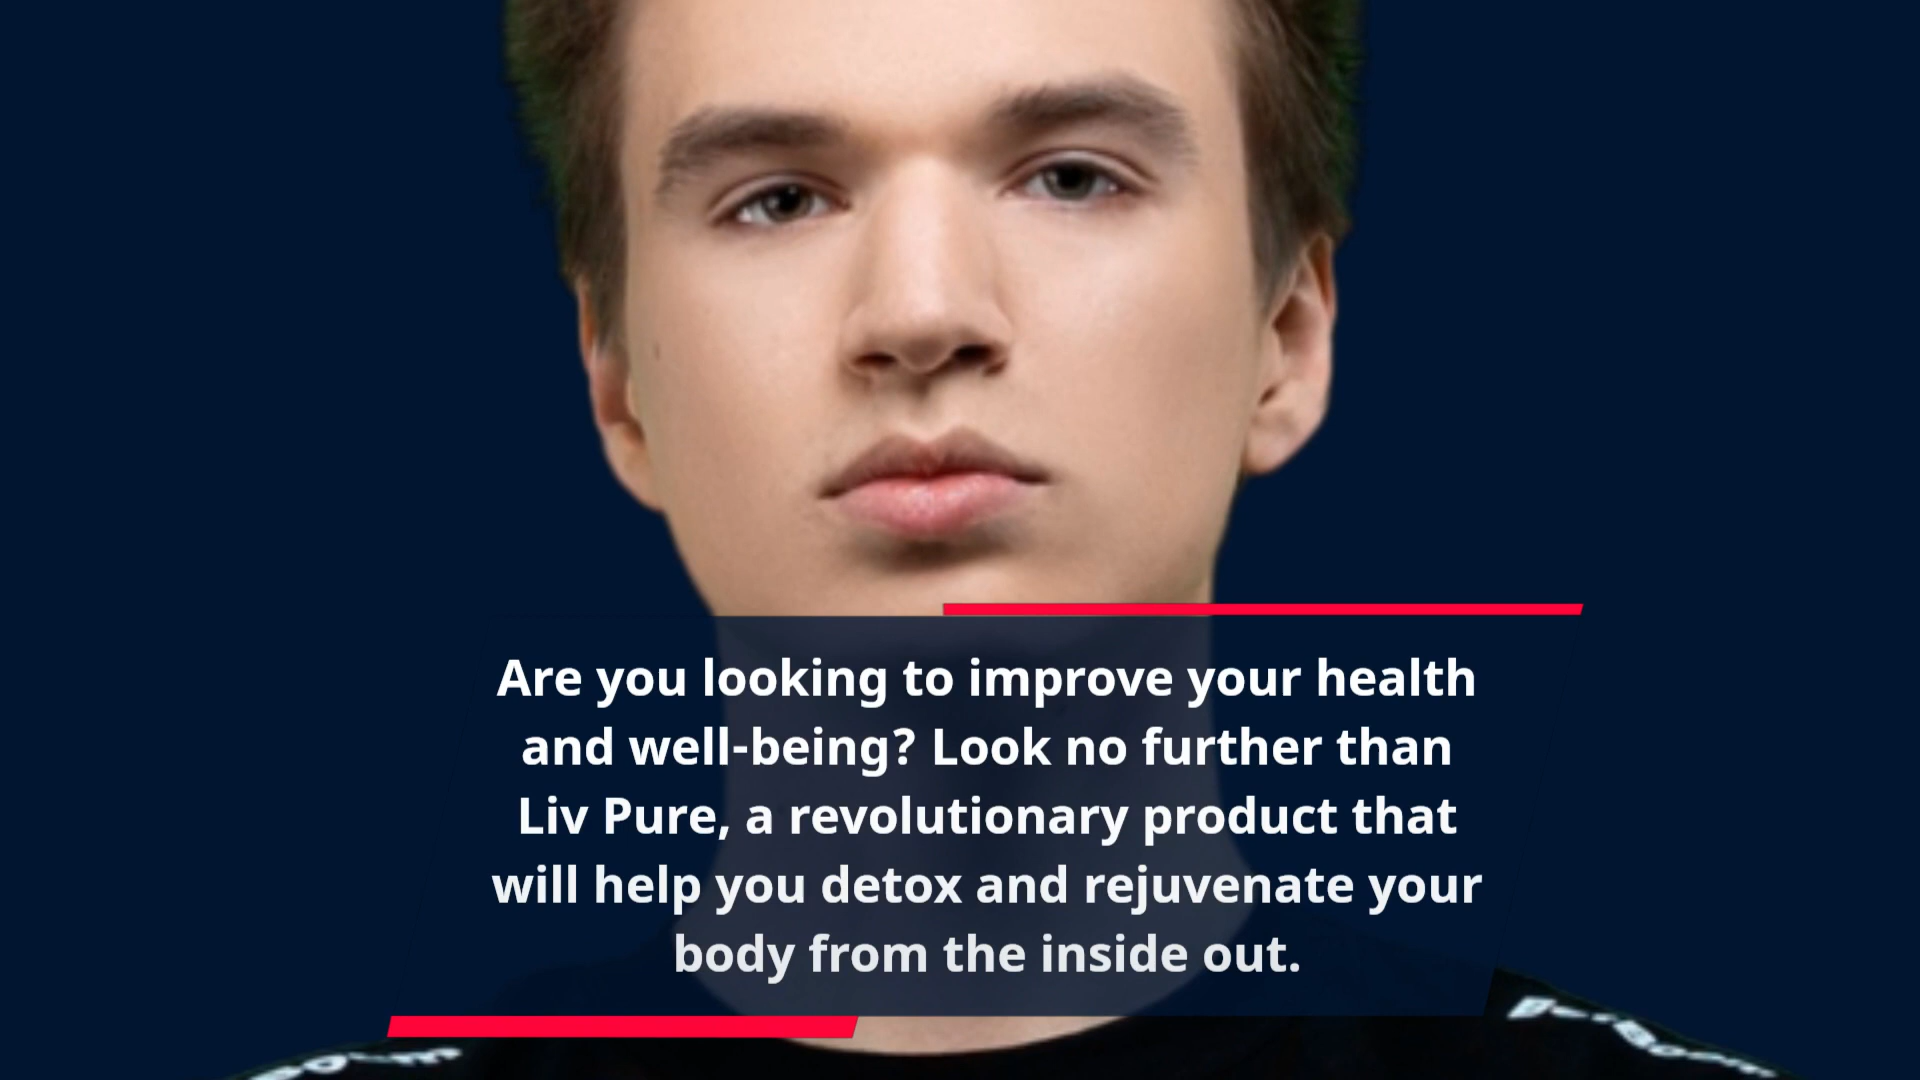 Are you looking to improve your health
and well-being? Look no further than
Liv Pure, a revolutionary product that
will help you detox and rejuvenate your
body from the inside out.